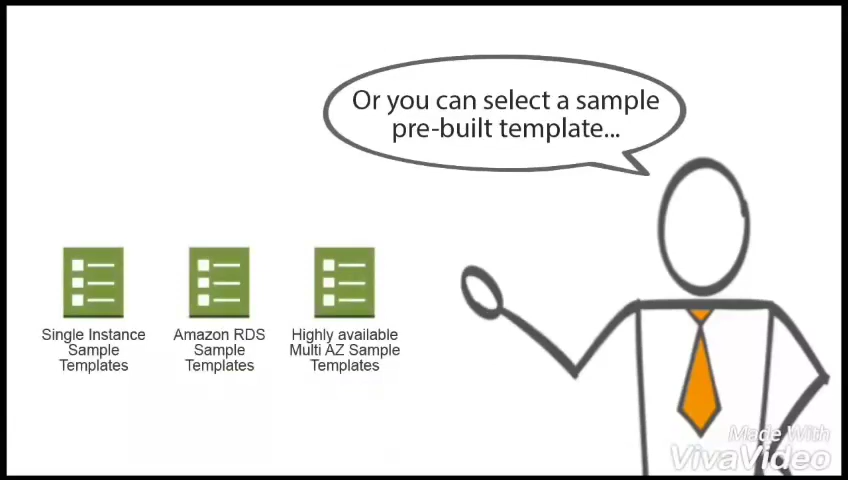 Or you can select a sample
pre-built template...
Single Instance
Sample
Templates
Amazon RDS
Sample
Templates
Highly available
Multi AZ Sample
Templates
Made With
VivaVideo